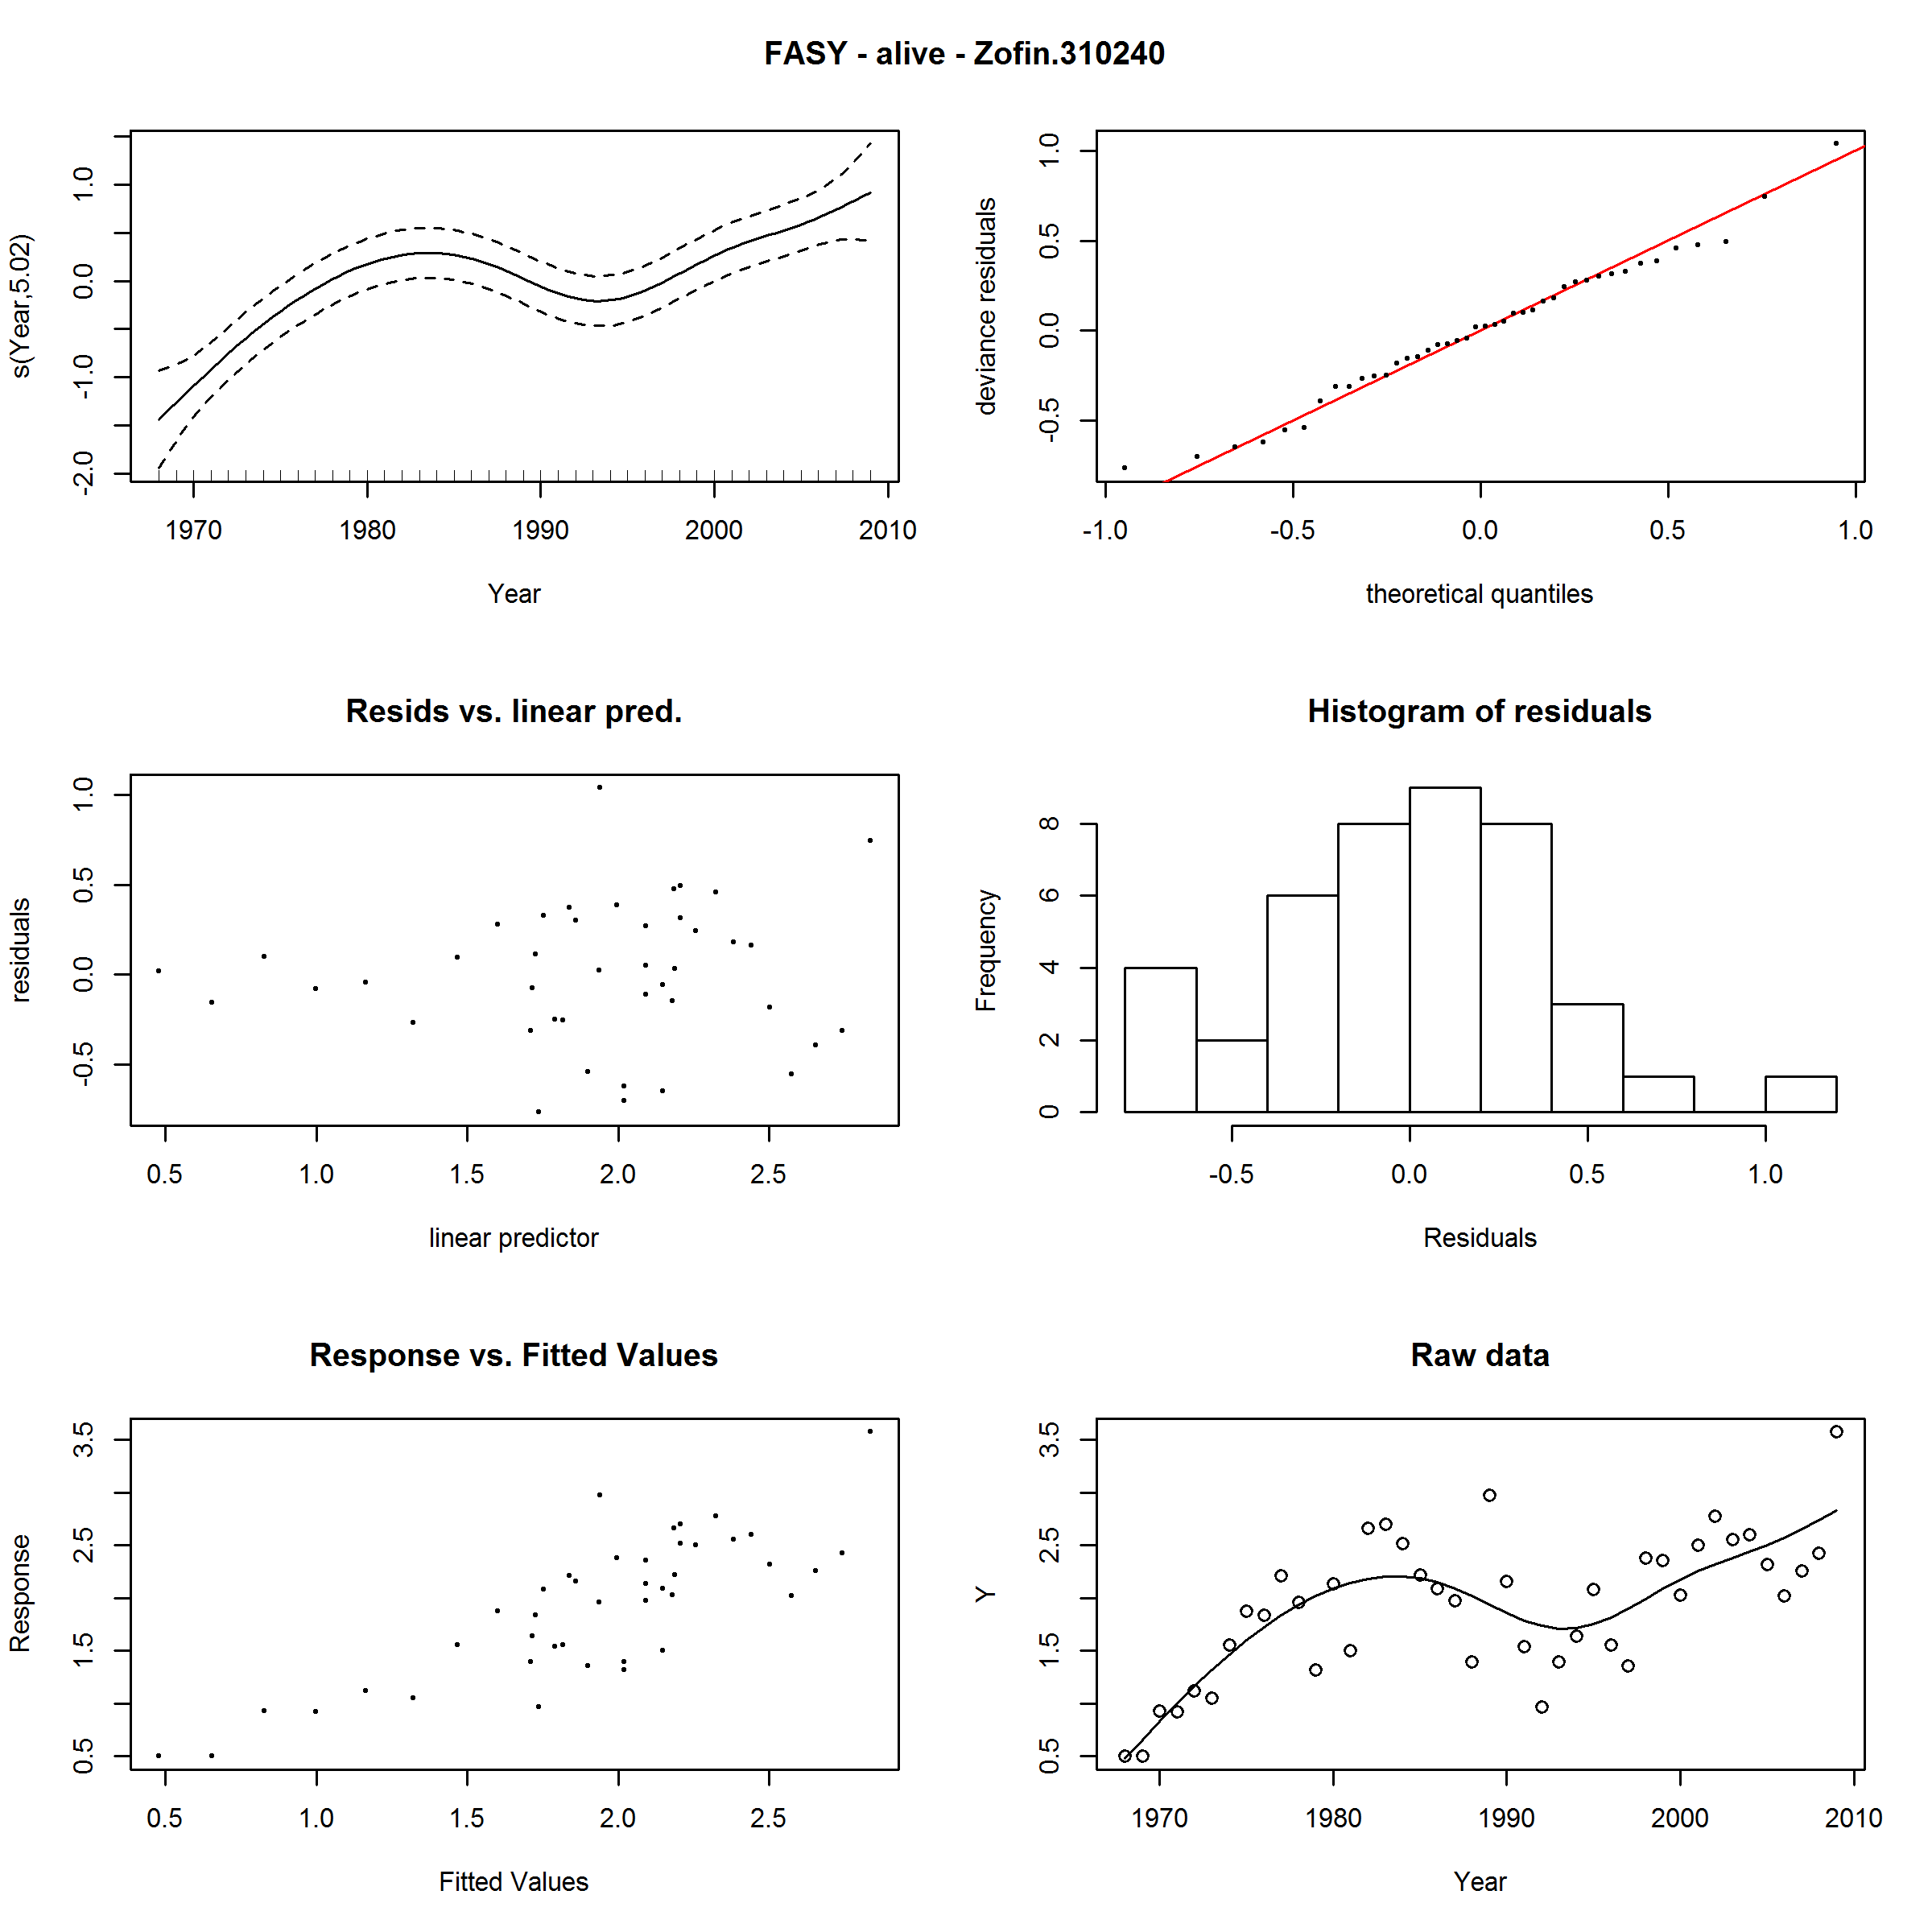 FASY - alive - Zofin.310240
s(Year,5.02)
-2.0 -1.0 0.0 1.0
1970 1980 1990 2000 2010
Year
deviance residuals
-0.5 0.0 0.5 1.0
-1.0 -0.5 0.0 0.5 1.0
theoretical quantiles
Resids vs. linear pred.
residuals
-0.5 0.0 0.5 1.0
0.5 1.0 1.5 2.0 2.5
linear predictor
Histogram of residuals
Frequency
0 2 4 6 8
-0.5 0.0 0.5 1.0
Residuals
Response vs. Fitted Values
Response
0.5 1.5 2.5 3.5
0.5 1.0 1.5 2.0 2.5
Fitted Values
Raw data
Y
0.5 1.5 2.5 3.5
1970 1980 1990 2000 2010
Year